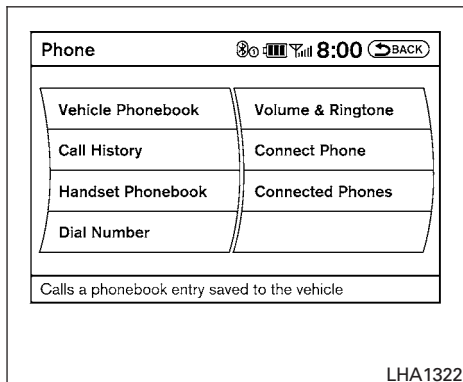 Phone 8:00 BACK
Vehicle Phonebook
Call History
Handset Phonebook
Dial Number
Volume & Ringtone
Connect Phone
Connected Phones
Calls a phonebook entry saved to the vehicle
LHA1322